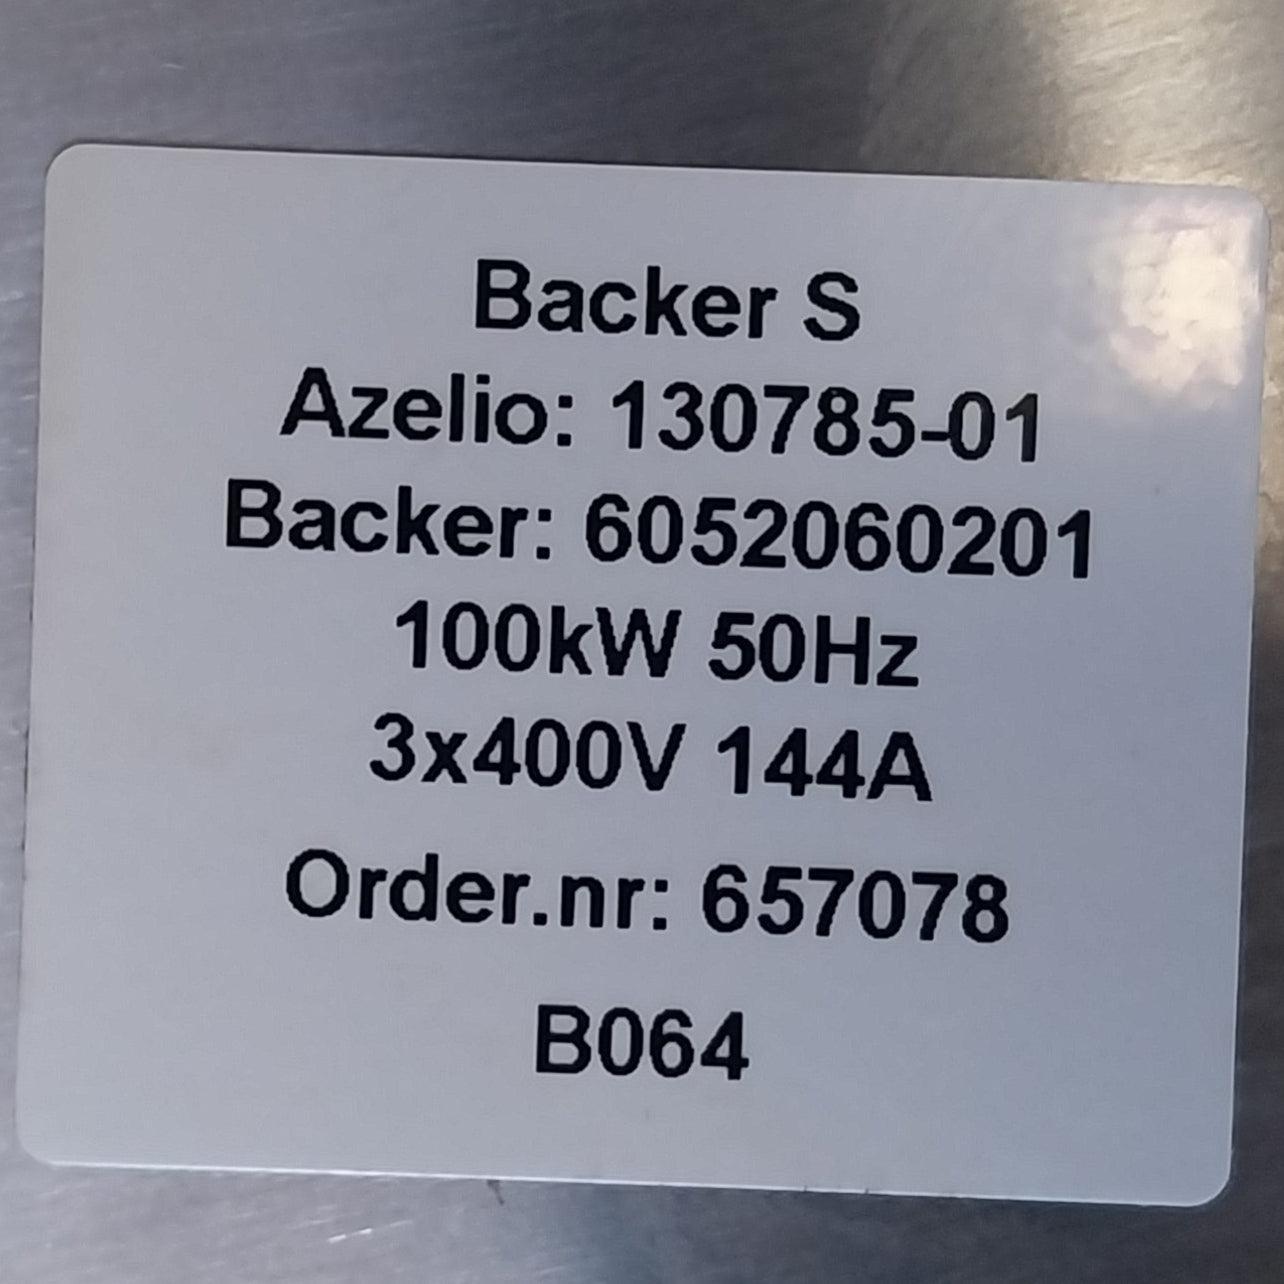 Backer S
Azelio: 130785-01
Backer: 6052060201
100kW 50Hz
3x400V 144A
Order.nr: 657078
B064